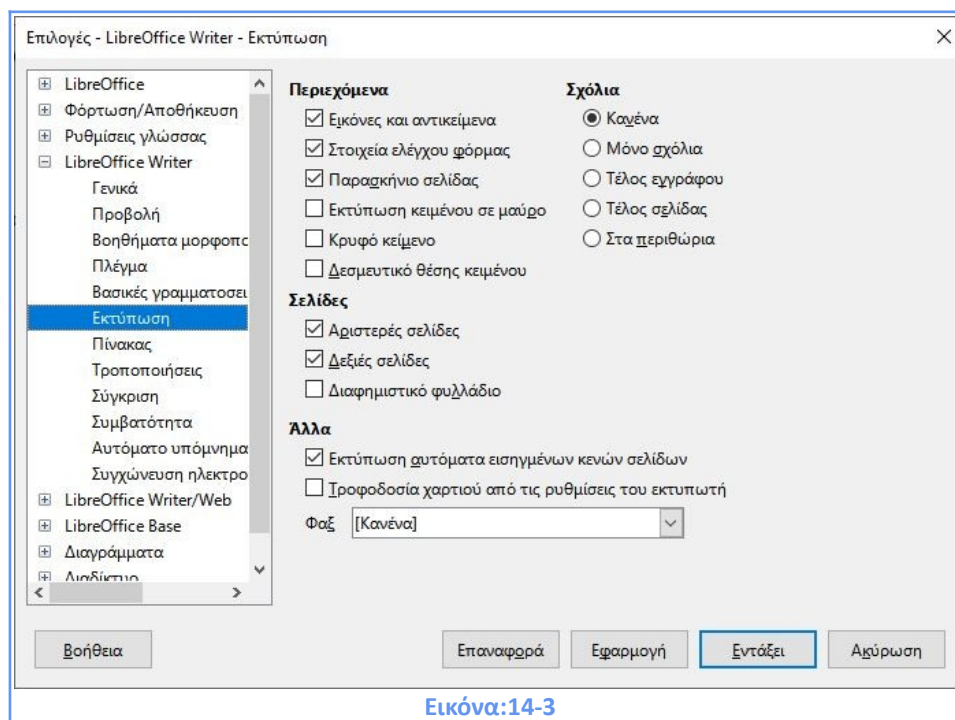 Επιλογές - LibreOffice Writer - Εκτύπωση
LibreOffice
Φόρτωση/Αποθήκευση
Ρυθμίσεις γλώσσας
LibreOffice Writer
Γενικά
Προβολή
Βοηθήματα μορφοπο
Πλέγμα
Βασικές γραμματοσει
Εκτύπωση
Πίνακας
Τροποποιήσεις
Σύγκριση
Συμβατότητα
Αυτόματο υπόμνημα
Συγχώνευση ηλεκτρο
LibreOffice Writer/Web
LibreOffice Base
Διαγράμματα
Διαδίκτυο
Περιεχόμενα
Εικόνες και αντικείμενα
Στοιχεία ελέγχου φόρμας
Παρασκήνιο σελίδας
Εκτύπωση κειμένου σε μαύρο
Κρυφό κείμενο
Δεσμευτικό θέσης κειμένου
Σχόλια
Κανένα
Μόνο σχόλια
Τέλος εγγράφου
Τέλος σελίδας
Στα περιθώρια
Σελίδες
Αριστερές σελίδες
Δεξιές σελίδες
Διαφημιστικό φυλλάδιο
Άλλα
Εκτύπωση αυτόματα εισηγμένων κενών σελίδων
Τροφοδοσία χαρτιού από τις ρυθμίσεις του εκτυπωτή
Φαξ [Κανένα]
Βοήθεια Επαναφορά Εφαρμογή Εντάξει Ακύρωση
Εικόνα:14-3